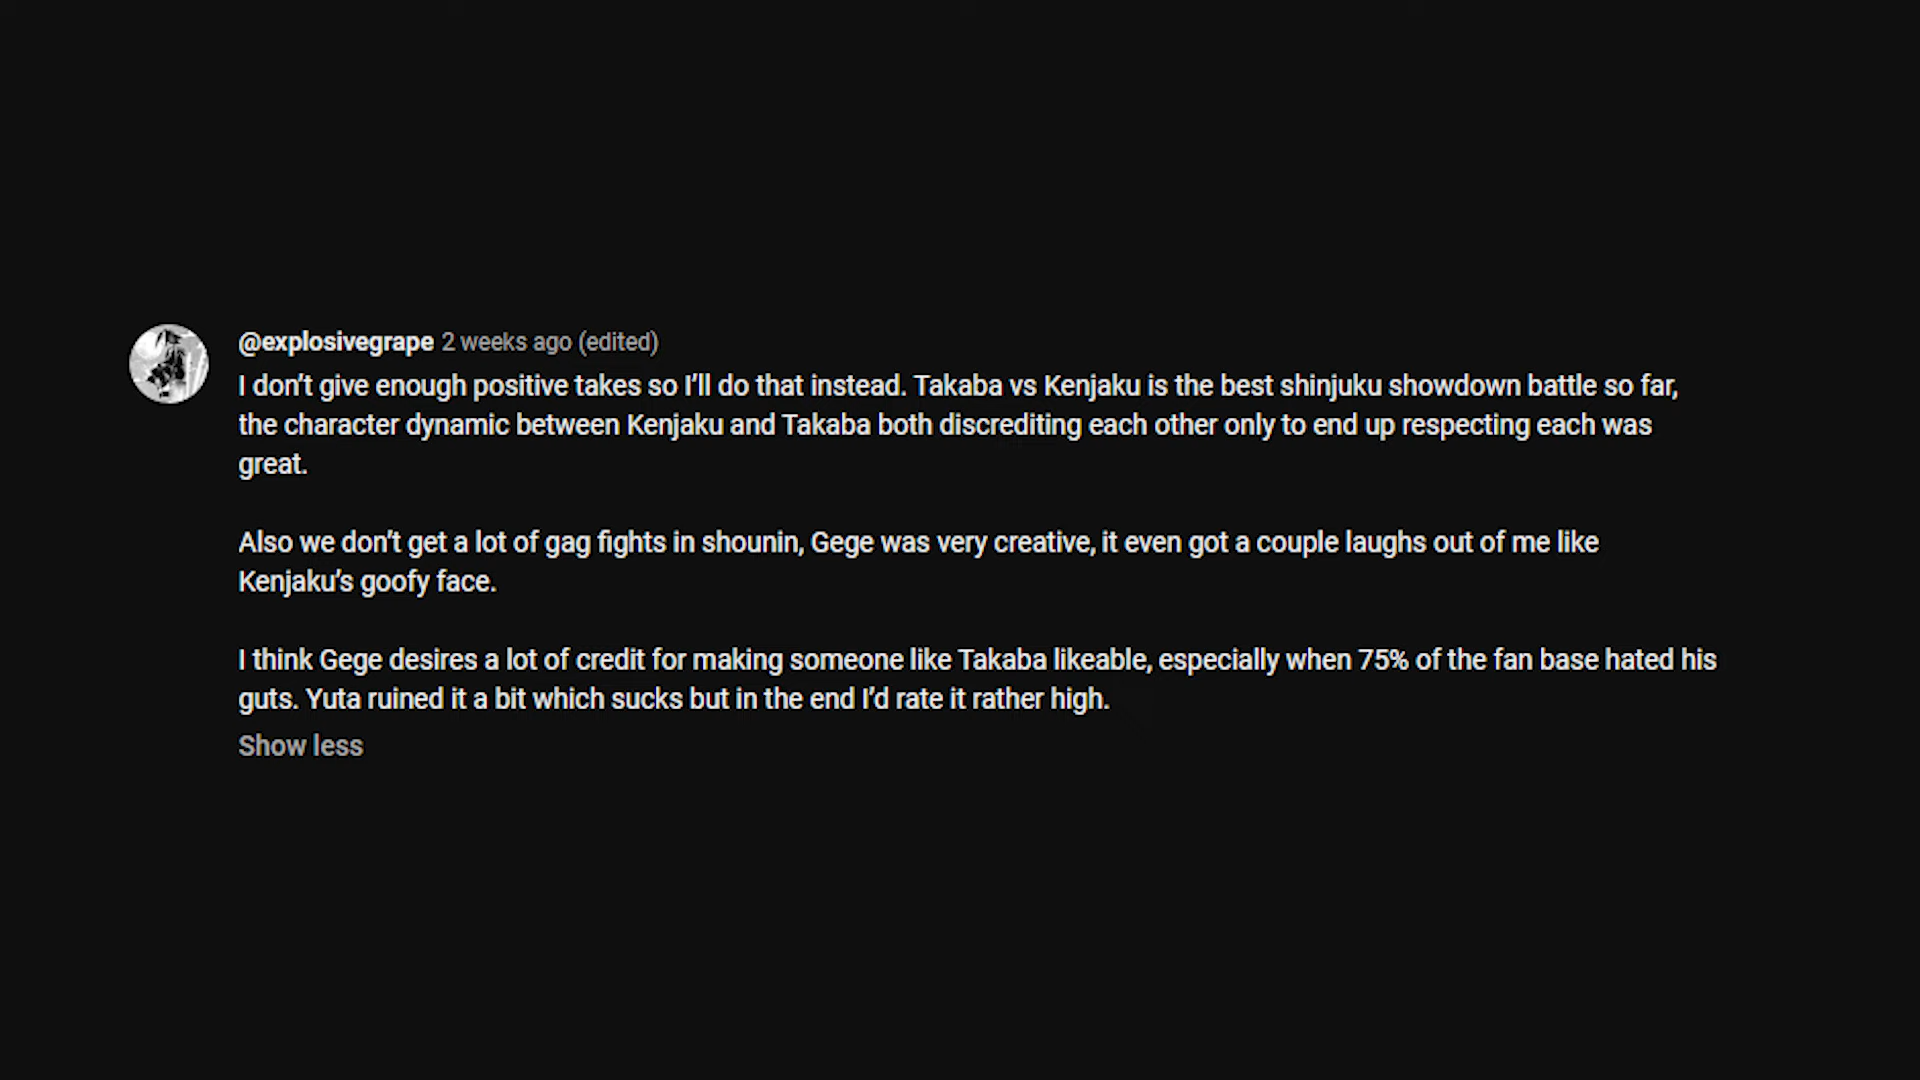 @explosivegrape 2 weeks ago (edited)
I don’t give enough positive takes so I’ll do that instead. Takaba vs Kenjaku is the best shinjuku showdown battle so far,
the character dynamic between Kenjaku and Takaba both discrediting each other only to end up respecting each was
great.
Also we don’t get a lot of gag fights in shounin, Gege was very creative, it even got a couple laughs out of me like
Kenjaku’s goofy face.
I think Gege desires a lot of credit for making someone like Takaba likeable, especially when 75% of the fan base hated his
guts. Yuta ruined it a bit which sucks but in the end I’d rate it rather high.
Show less